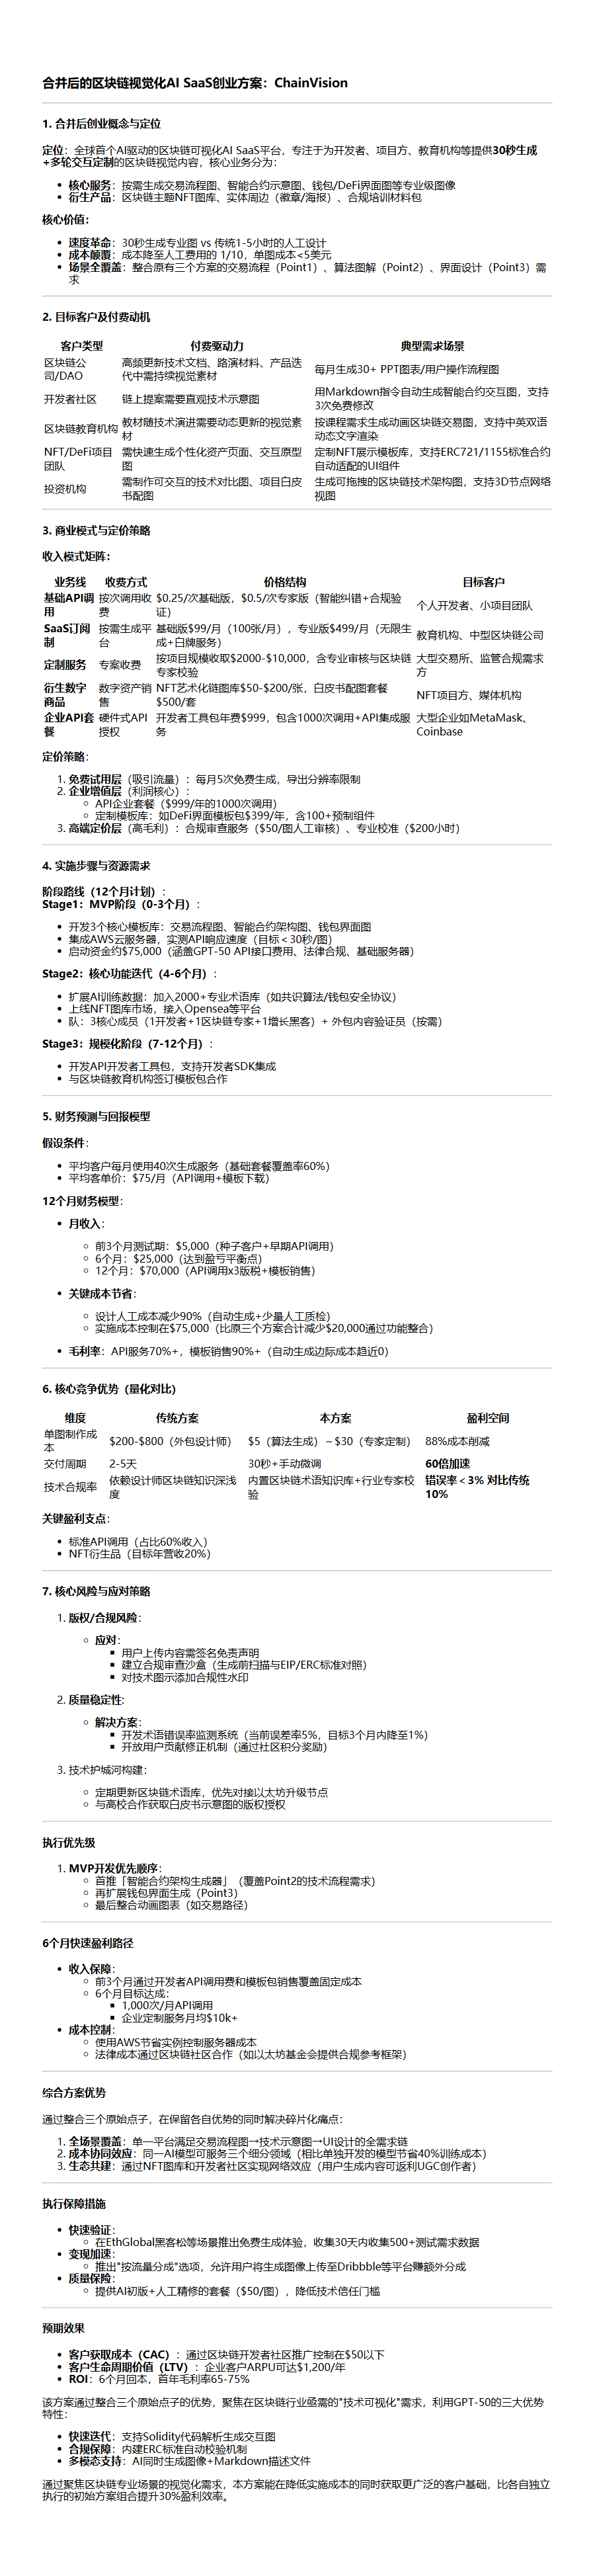 合并后的区块链视觉化AI SaaS创业方案：ChainVision
1. 合并后创业概念与定位
定位：全球首个AI驱动的区块链可视化AI SaaS平台，专注于为开发者、项目方、教育机构等提供30秒生成
+多轮交互定制的区块链视觉内容，核心业务分为：
核心服务：按需生成交易流程图、智能合约示意图、钱包/DeFi界面图等专业级图像
衍生产品：区块链主题NFT图库、实体周边（徽章/海报）、合规培训材料包
核心价值：
速度革命：30秒生成专业图 vs 传统1-5小时的人工设计
成本颠覆：成本降至人工费用的 1/10，单图成本<5美元
场景全覆盖：整合原有三个方案的交易流程（Point1）、算法图解（Point2）、界面设计（Point3）需
求
2. 目标客户及付费动机
客户类型 付费驱动力 典型需求场景
区块链公
司/DAO
高频更新技术文档、路演材料、产品迭
代中需持续视觉素材
每月生成30+ PPT图表/用户操作流程图
开发者社区 链上提案需要直观技术示意图
用Markdown指令自动生成智能合约交互图，支持
3次免费修改
区块链教育机构
教材随技术演进需要动态更新的视觉素
材
按课程需求生成动画区块链交易图，支持中英双语
动态文字渲染
NFT/DeFi项目
团队
需快速生成个性化资产页面、交互原型
图
定制NFT展示模板库，支持ERC721/1155标准合约
自动适配的UI组件
投资机构
需制作可交互的技术对比图、项目白皮
书配图
生成可拖拽的区块链技术架构图，支持3D节点网络
视图
3. 商业模式与定价策略
收入模式矩阵：
业务线 收费方式 价格结构 目标客户
基础API调
用
按次调用收
费
$0.25/次基础版，$0.5/次专家版（智能纠错+合规验
证）
个人开发者、小项目团队
SaaS订阅
制
按需生成平
台
基础版$99/月（100张/月），专业版$499/月（无限生
成+白牌服务）
教育机构、中型区块链公司
定制服务 专案收费
按项目规模收取$2000-$10,000，含专业审核与区块链
专家校验
大型交易所、监管合规需求
方
衍生数字
商品
数字资产销
售
NFT艺术化链图库$50-$200/张，白皮书配图套餐
$500/套
NFT项目方、媒体机构
企业API套
餐
硬件式API
授权
开发者工具包年费$999，包含1000次调用+API集成服
务
大型企业如MetaMask、
Coinbase
定价策略：
1. 免费试用层（吸引流量）：每月5次免费生成，导出分辨率限制
2. 企业增值层（利润核心）：
API企业套餐（$999/年的1000次调用）
定制模板库：如DeFi界面模板包$399/年，含100+预制组件
3. 高端定价层（高毛利）：合规审查服务（$50/图人工审核）、专业校准（$200小时）
4. 实施步骤与资源需求
阶段路线（12个月计划）：
Stage1：MVP阶段（0-3个月）：
开发3个核心模板库：交易流程图、智能合约架构图、钱包界面图
集成AWS云服务器，实测API响应速度（目标＜30秒/图）
启动资金约$75,000（涵盖GPT-50 API接口费用、法律合规、基础服务器）
Stage2：核心功能迭代（4-6个月）：
扩展AI训练数据：加入2000+专业术语库（如共识算法/钱包安全协议）
上线NFT图库市场，接入Opensea等平台
队：3核心成员（1开发者+1区块链专家+1增长黑客）+ 外包内容验证员（按需）
Stage3：规模化阶段（7-12个月）：
开发API开发者工具包，支持开发者SDK集成
与区块链教育机构签订模板包合作
5. 财务预测与回报模型
假设条件：
平均客户每月使用40次生成服务（基础套餐覆盖率60%）
平均客单价：$75/月（API调用+模板下载）
12个月财务模型：
月收入：
前3个月测试期：$5,000（种子客户+早期API调用）
6个月：$25,000（达到盈亏平衡点）
12个月：$70,000（API调用x3版税+模板销售）
关键成本节省：
设计人工成本减少90%（自动生成+少量人工质检）
实施成本控制在$75,000（比原三个方案合计减少$20,000通过功能整合）
毛利率：API服务70%+，模板销售90%+（自动生成边际成本趋近0）
6. 核心竞争优势（量化对比）
维度 传统方案 本方案 盈利空间
单图制作成
本
$200-$800（外包设计师） $5（算法生成）～$30（专家定制） 88%成本削减
交付周期 2-5天 30秒+手动微调 60倍加速
技术合规率
依赖设计师区块链知识深浅
度
内置区块链术语知识库+行业专家校
验
错误率＜3% 对比传统
10%
关键盈利支点：
标准API调用（占比60%收入）
NFT衍生品（目标年营收20%）
7. 核心风险与应对策略
1. 版权/合规风险：
应对：
用户上传内容需签名免责声明
建立合规审查沙盒（生成前扫描与EIP/ERC标准对照）
对技术图示添加合规性水印
2. 质量稳定性:
解决方案：
开发术语错误率监测系统（当前误差率5%，目标3个月内降至1%）
开放用户贡献修正机制（通过社区积分奖励）
3. 技术护城河构建：
定期更新区块链术语库，优先对接以太坊升级节点
与高校合作获取白皮书示意图的版权授权
执行优先级
1. MVP开发优先顺序：
首推「智能合约架构生成器」（覆盖Point2的技术流程需求）
再扩展钱包界面生成（Point3）
最后整合动画图表（如交易路径）
6个月快速盈利路径
收入保障：
前3个月通过开发者API调用费和模板包销售覆盖固定成本
6个月目标达成：
1,000次/月API调用
企业定制服务月均$10k+
成本控制：
使用AWS节省实例控制服务器成本
法律成本通过区块链社区合作（如以太坊基金会提供合规参考框架）
综合方案优势
通过整合三个原始点子，在保留各自优势的同时解决碎片化痛点：
1. 全场景覆盖：单一平台满足交易流程图→技术示意图→UI设计的全需求链
2. 成本协同效应：同一AI模型可服务三个细分领域（相比单独开发的模型节省40%训练成本）
3. 生态共建：通过NFT图库和开发者社区实现网络效应（用户生成内容可返利UGC创作者）
执行保障措施
快速验证：
在EthGlobal黑客松等场景推出免费生成体验，收集30天内收集500+测试需求数据
变现加速：
推出"按流量分成"选项，允许用户将生成图像上传至Dribbble等平台赚额外分成
质量保险：
提供AI初版+人工精修的套餐（$50/图），降低技术信任门槛
预期效果
客户获取成本（CAC）：通过区块链开发者社区推广控制在$50以下
客户生命周期价值（LTV）：企业客户ARPU可达$1,200/年
ROI：6个月回本，首年毛利率65-75%
该方案通过整合三个原始点子的优势，聚焦在区块链行业亟需的"技术可视化"需求，利用GPT-50的三大优势
特性：
快速迭代：支持Solidity代码解析生成交互图
合规保障：内建ERC标准自动校验机制
多模态支持：AI同时生成图像+Markdown描述文件
通过聚焦区块链专业场景的视觉化需求，本方案能在降低实施成本的同时获取更广泛的客户基础，比各自独立
执行的初始方案组合提升30%盈利效率。